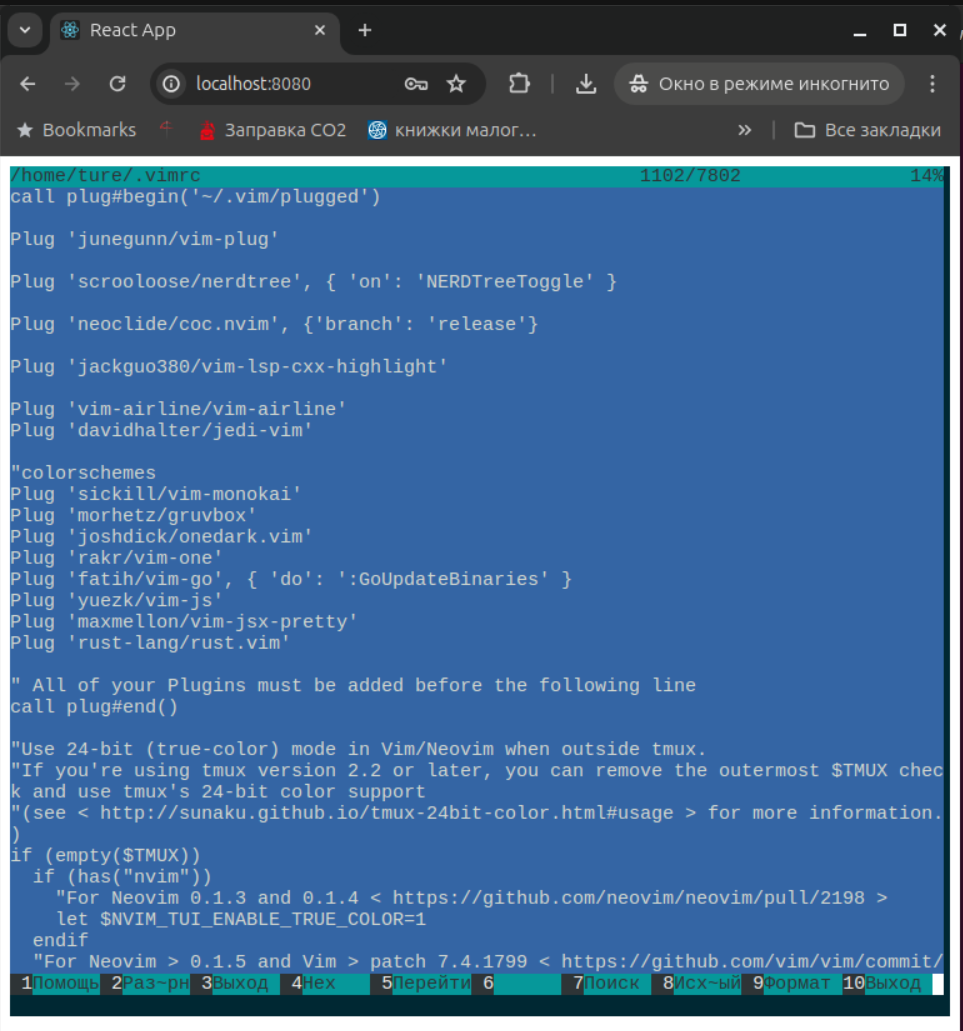 React App
localhost:8080
Окно в режиме инкогнито
Bookmarks
Заправка СО2
книжки малог...
»
Все закладки
/home/ture/.vimrc 1102/7802 14%
call plug#begin('~/.vim/plugged')
Plug 'junegunn/vim-plug'
Plug 'scrooloose/nerdtree', { 'on': 'NERDTreeToggle' }
Plug 'neoclide/coc.nvim', {'branch': 'release'}
Plug 'jackguo380/vim-lsp-cxx-highlight'
Plug 'vim-airline/vim-airline'
Plug 'davidhalter/jedi-vim'
"colorschemes
Plug 'sickill/vim-monokai'
Plug 'morhetz/gruvbox'
Plug 'joshdick/onedark.vim'
Plug 'rakr/vim-one'
Plug 'fatih/vim-go', { 'do': ':GoUpdateBinaries' }
Plug 'yuezk/vim-js'
Plug 'maxmellon/vim-jsx-pretty'
Plug 'rust-lang/rust.vim'
" All of your Plugins must be added before the following line
call plug#end()
"Use 24-bit (true-color) mode in Vim/Neovim when outside tmux.
"If you're using tmux version 2.2 or later, you can remove the outermost $TMUX chec
k and use tmux's 24-bit color support
"(see < http://sunaku.github.io/tmux-24bit-color.html#usage > for more information.
)
if (empty($TMUX))
  if (has("nvim"))
    "For Neovim 0.1.3 and 0.1.4 < https://github.com/neovim/neovim/pull/2198 >
    let $NVIM_TUI_ENABLE_TRUE_COLOR=1
  endif
  "For Neovim > 0.1.5 and Vim > patch 7.4.1799 < https://github.com/vim/vim/commit/
1Помощь 2Раз~рн 3Выход 4Hex 5Перейти 6 7Поиск 8Исх~ый 9Формат 10Выход